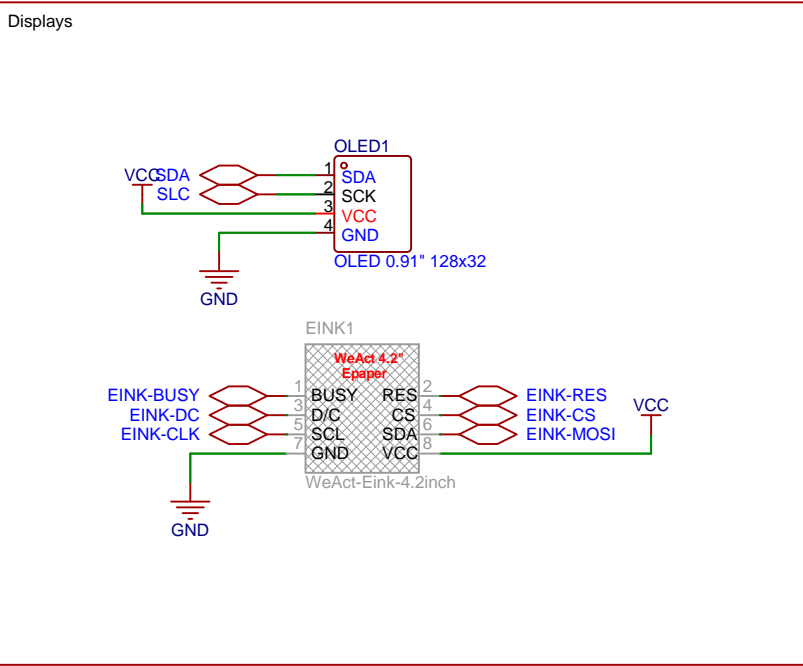 Displays
OLED1
VCC SDA 1 SDA
SLC 2 SCK
3 VCC
4 GND
OLED 0.91" 128x32
GND
EINK1
WeAct 4.2"
Epaper
EINK-BUSY 1 BUSY RES 2 EINK-RES
EINK-DC 3 D/C CS 4 EINK-CS
VCC
EINK-CLK 5 SCL SDA 6 EINK-MOSI
7 GND VCC 8
WeAct-Eink-4.2inch
GND